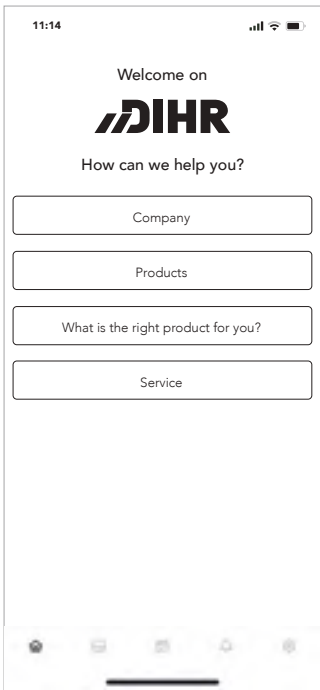 11:14
Welcome on
DIHR
How can we help you?
Company
Products
What is the right product for you?
Service